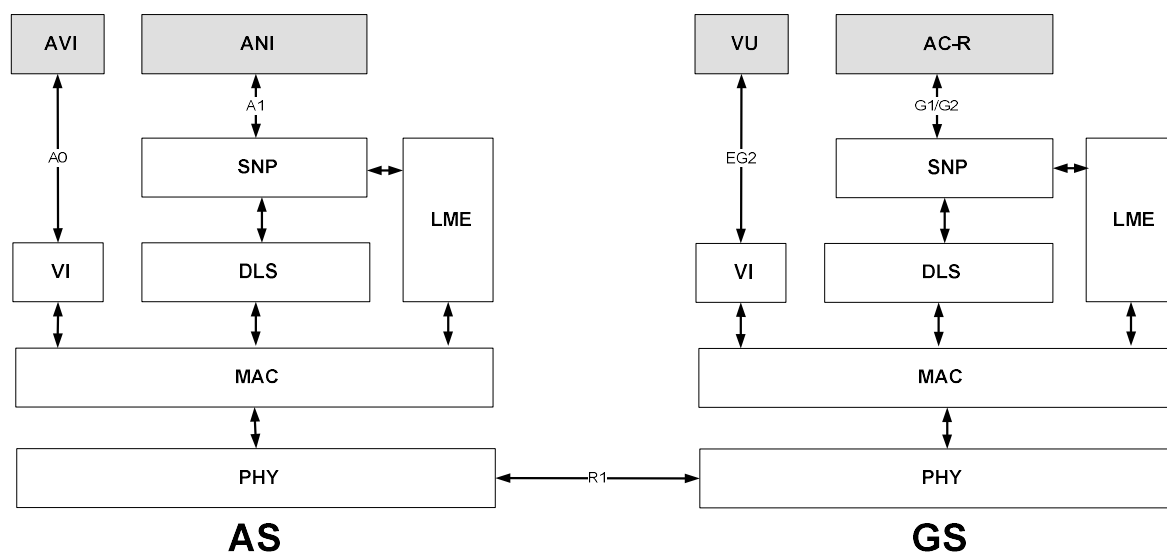 AVI ANI VU AC-R
A1 G1/G2
A0 EG2
SNP SNP
LME LME
VI DLS VI DLS
MAC MAC
PHY R1 PHY
AS GS